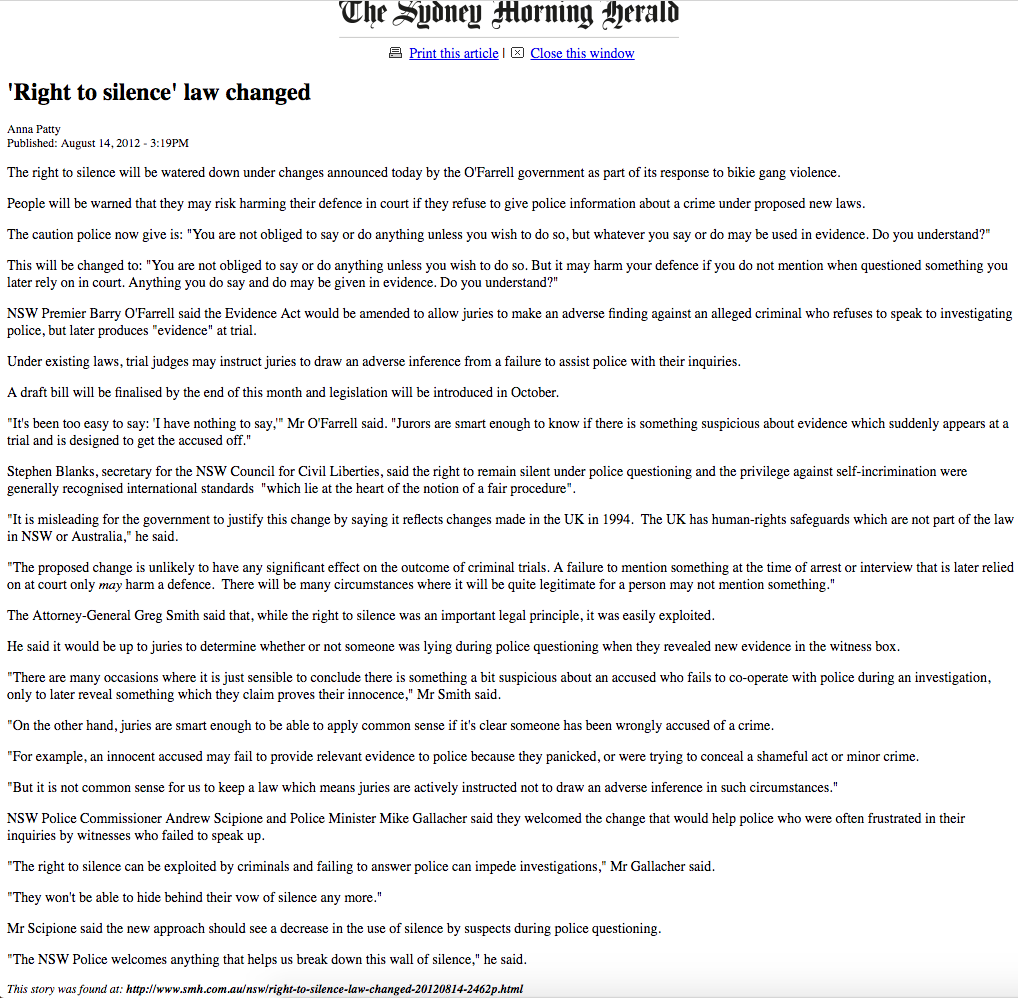 The Sydney Morning Herald
Print this article | Close this window
'Right to silence' law changed
Anna Patty
Published: August 14, 2012 - 3:19PM
The right to silence will be watered down under changes announced today by the O'Farrell government as part of its response to bikie gang violence.
People will be warned that they may risk harming their defence in court if they refuse to give police information about a crime under proposed new laws.
The caution police now give is: "You are not obliged to say or do anything unless you wish to do so, but whatever you say or do may be used in evidence. Do you understand?"
This will be changed to: "You are not obliged to say or do anything unless you wish to do so. But it may harm your defence if you do not mention when questioned something you
later rely on in court. Anything you do say and do may be given in evidence. Do you understand?"
NSW Premier Barry O'Farrell said the Evidence Act would be amended to allow juries to make an adverse finding against an alleged criminal who refuses to speak to investigating
police, but later produces "evidence" at trial.
Under existing laws, trial judges may instruct juries to draw an adverse inference from a failure to assist police with their inquiries.
A draft bill will be finalised by the end of this month and legislation will be introduced in October.
"It's been too easy to say: 'I have nothing to say,'" Mr O'Farrell said. "Jurors are smart enough to know if there is something suspicious about evidence which suddenly appears at a
trial and is designed to get the accused off."
Stephen Blanks, secretary for the NSW Council for Civil Liberties, said the right to remain silent under police questioning and the privilege against self-incrimination were
generally recognised international standards  "which lie at the heart of the notion of a fair procedure".
"It is misleading for the government to justify this change by saying it reflects changes made in the UK in 1994.  The UK has human-rights safeguards which are not part of the law
in NSW or Australia," he said.
"The proposed change is unlikely to have any significant effect on the outcome of criminal trials. A failure to mention something at the time of arrest or interview that is later relied
on at court only may harm a defence.  There will be many circumstances where it will be quite legitimate for a person may not mention something."
The Attorney-General Greg Smith said that, while the right to silence was an important legal principle, it was easily exploited.
He said it would be up to juries to determine whether or not someone was lying during police questioning when they revealed new evidence in the witness box.
"There are many occasions where it is just sensible to conclude there is something a bit suspicious about an accused who fails to co-operate with police during an investigation,
only to later reveal something which they claim proves their innocence," Mr Smith said.
"On the other hand, juries are smart enough to be able to apply common sense if it's clear someone has been wrongly accused of a crime.
"For example, an innocent accused may fail to provide relevant evidence to police because they panicked, or were trying to conceal a shameful act or minor crime.
"But it is not common sense for us to keep a law which means juries are actively instructed not to draw an adverse inference in such circumstances."
NSW Police Commissioner Andrew Scipione and Police Minister Mike Gallacher said they welcomed the change that would help police who were often frustrated in their
inquiries by witnesses who failed to speak up.
"The right to silence can be exploited by criminals and failing to answer police can impede investigations," Mr Gallacher said.
"They won't be able to hide behind their vow of silence any more."
Mr Scipione said the new approach should see a decrease in the use of silence by suspects during police questioning.
"The NSW Police welcomes anything that helps us break down this wall of silence," he said.
This story was found at: http://www.smh.com.au/nsw/right-to-silence-law-changed-20120814-2462p.html